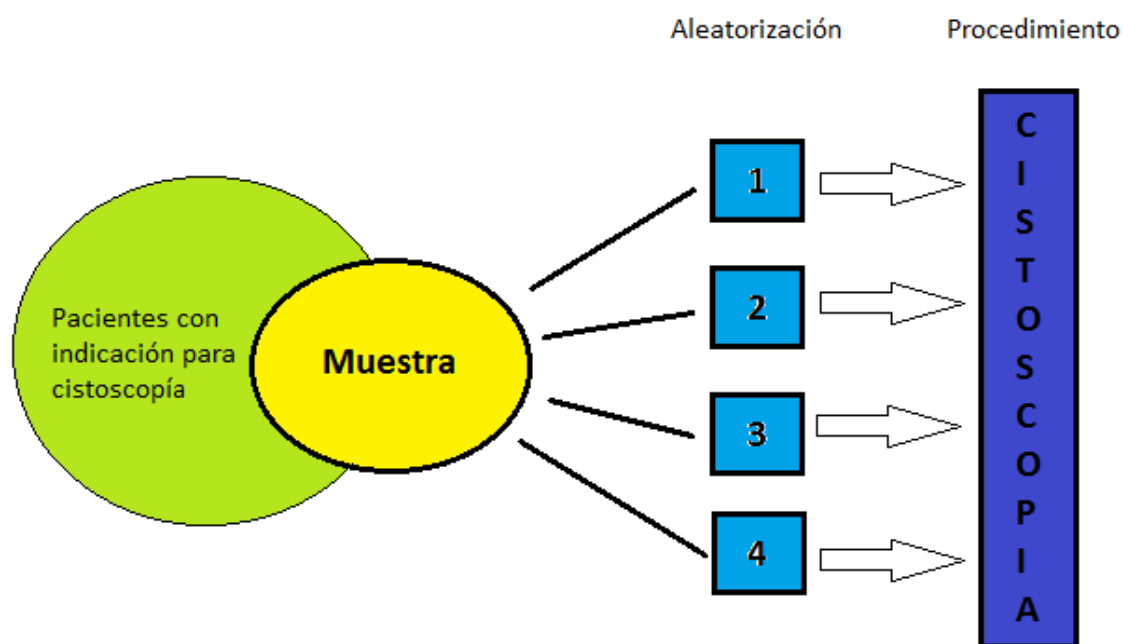 Aleatorización
Procedimiento
Pacientes con
indicación para
cistoscopía
Muestra
1
2
3
4
C
I
S
T
O
S
C
O
P
I
A